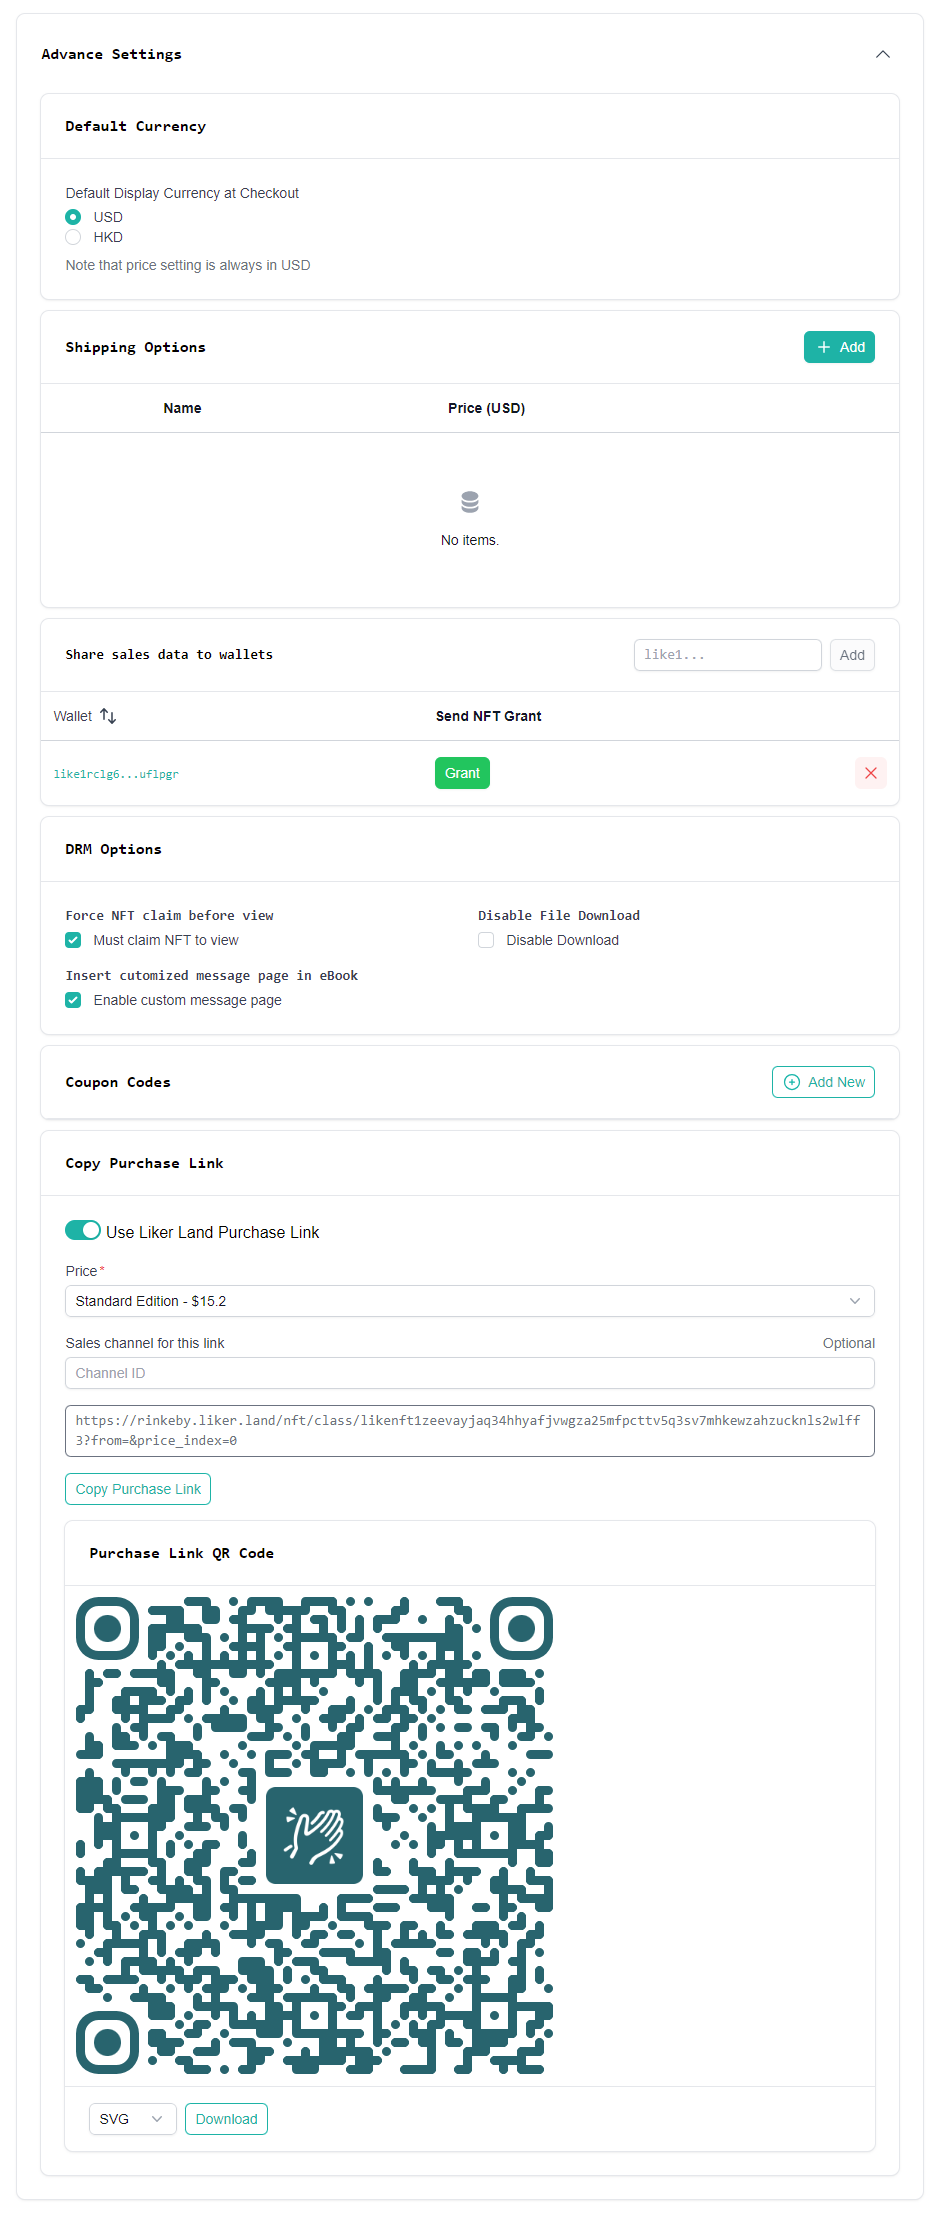 Advance Settings
Default Currency
Default Display Currency at Checkout
USD
HKD
Note that price setting is always in USD
Shipping Options
Add
Name Price (USD)
No items.
Share sales data to wallets
like1...
Add
Wallet Send NFT Grant
like1rclg6...uflpgr
Grant
DRM Options
Force NFT claim before view
Must claim NFT to view
Disable File Download
Disable Download
Insert cutomized message page in eBook
Enable custom message page
Coupon Codes
Add New
Copy Purchase Link
Use Liker Land Purchase Link
Price*
Standard Edition - $15.2
Sales channel for this link Optional
Channel ID
https://rinkeby.liker.land/nft/class/likenft1zeevayjaq34hhyafjvwgza25mfpcttv5q3sv7mhkewzahzucknls2wlff
3?from=&price_index=0
Copy Purchase Link
Purchase Link QR Code
SVG
Download